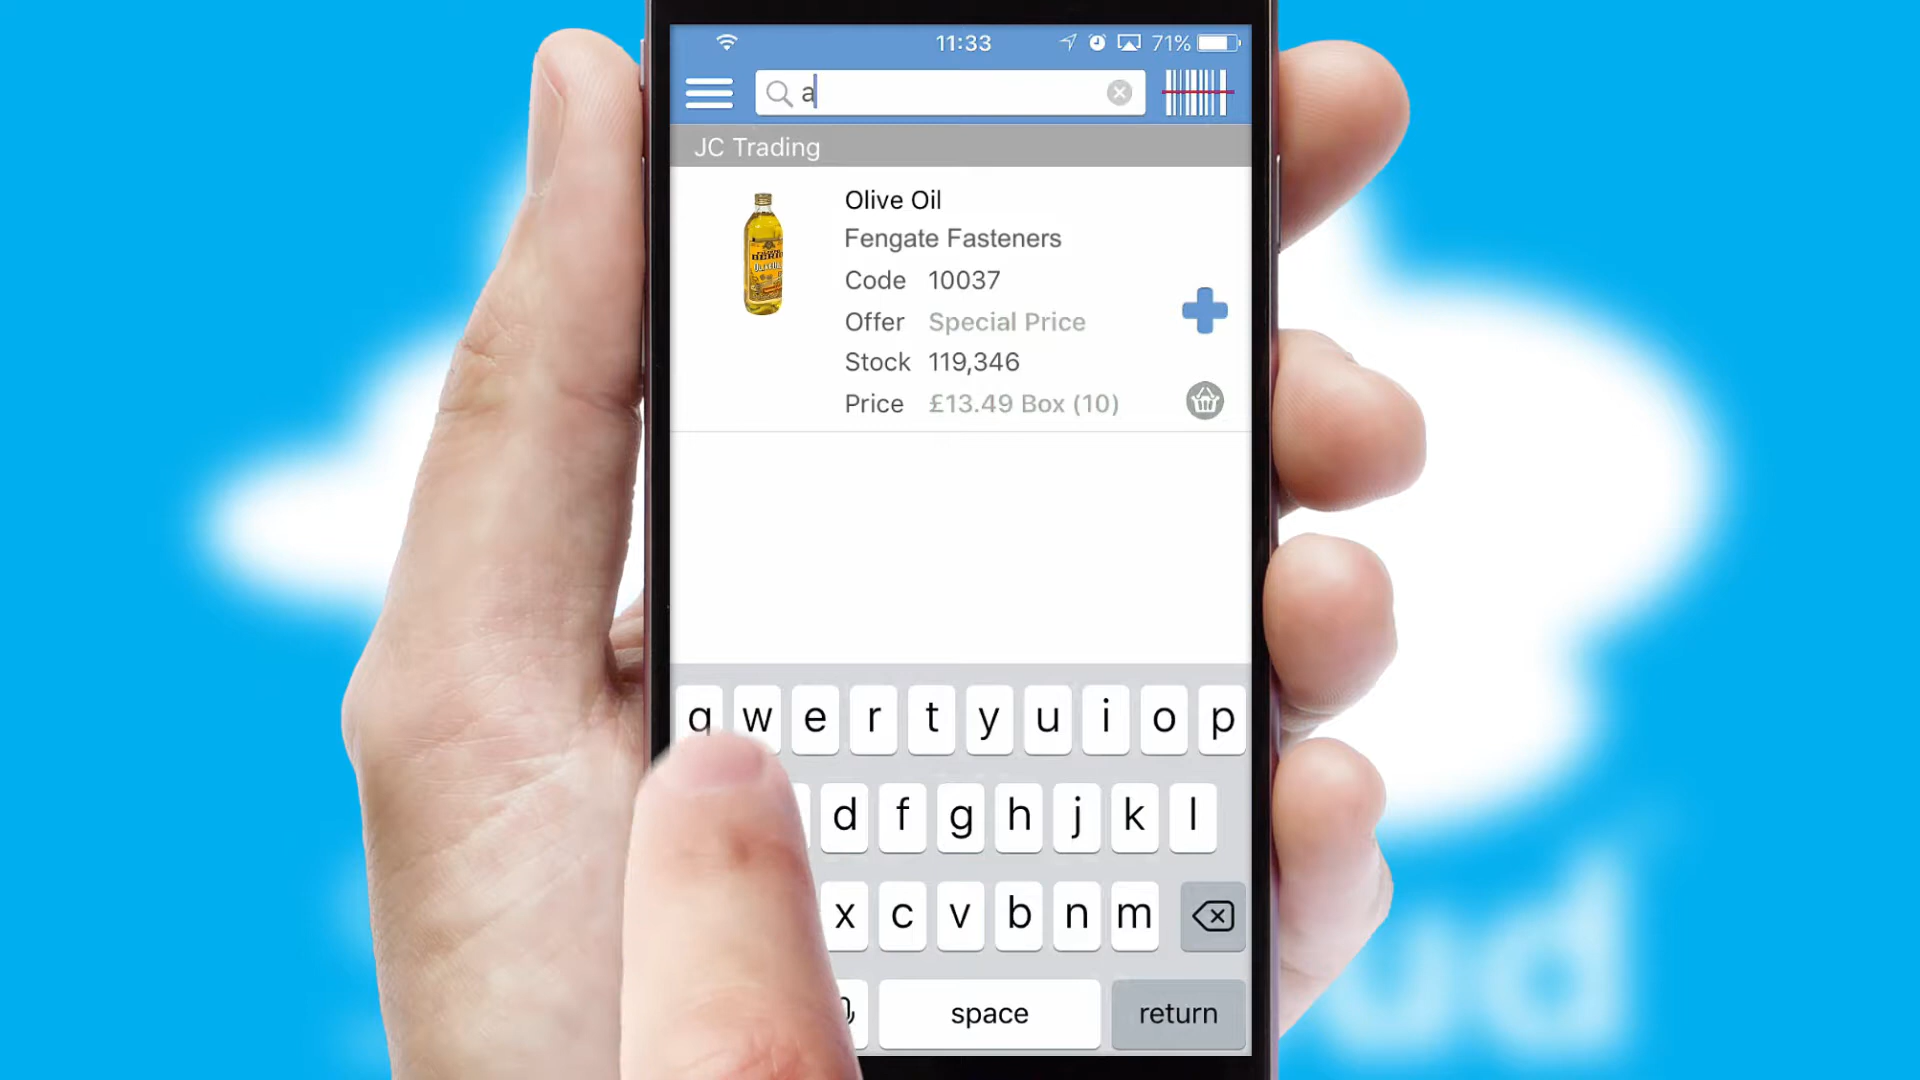 11:33 71%
a
JC Trading
Olive Oil
Fengate Fasteners
Code 10037
Offer Special Price
Stock 119,346
Price £13.49 Box (10)
q w e r t y u i o p
d f g h j k l
x c v b n m
space return
ud